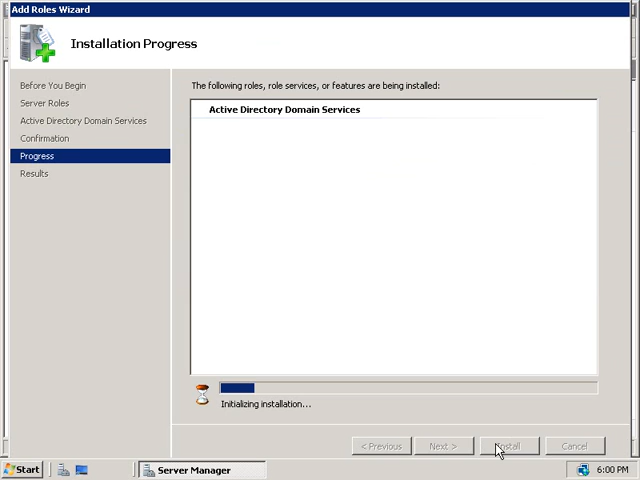 Add Roles Wizard
Installation Progress
Before You Begin
Server Roles
Active Directory Domain Services
Confirmation
Progress
Results
The following roles, role services, or features are being installed:
Active Directory Domain Services
Initializing installation...
< Previous
Next >
Install
Cancel
Start
Server Manager
6:00 PM